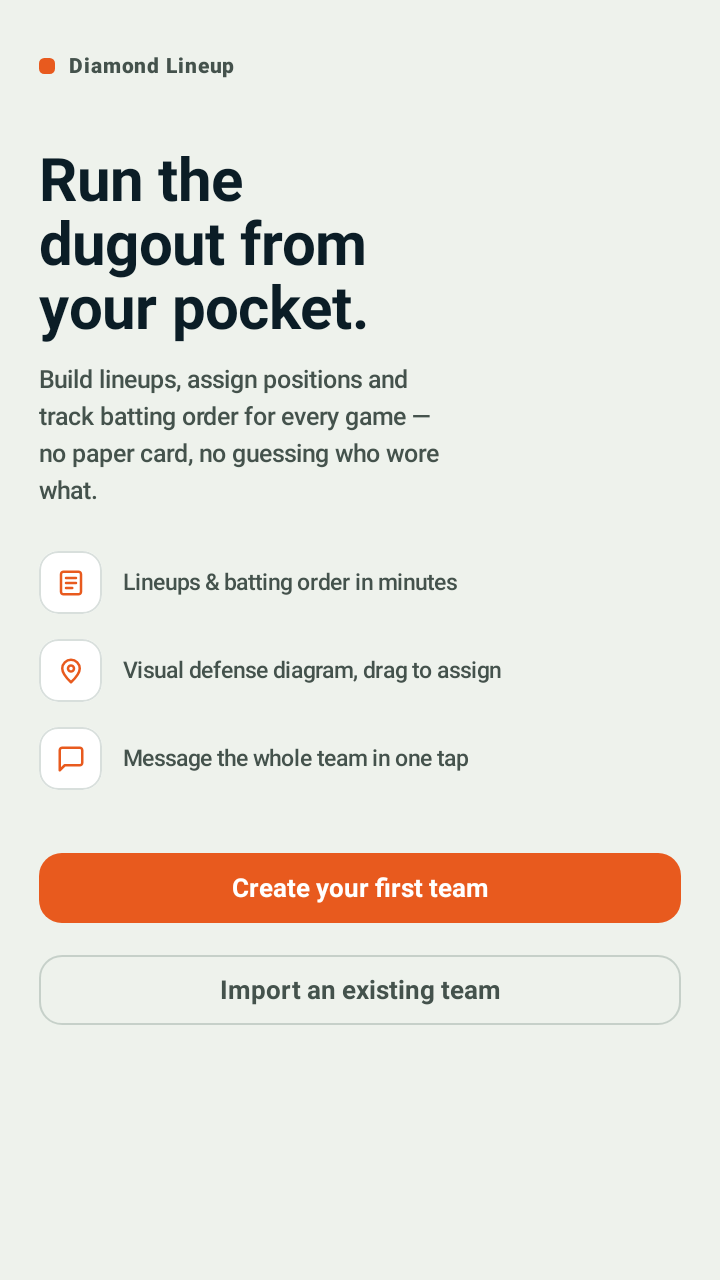 Diamond Lineup
Run the
dugout from
your pocket.
Build lineups, assign positions and
track batting order for every game —
no paper card, no guessing who wore
what.
Lineups & batting order in minutes
Visual defense diagram, drag to assign
Message the whole team in one tap
Create your first team
Import an existing team